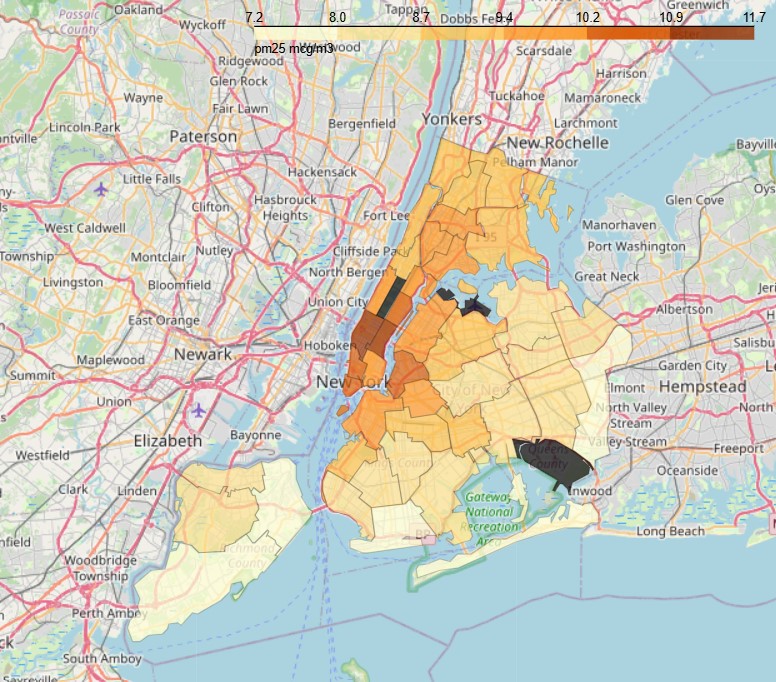 Passaic County
Oakland
Wyckoff
Tappan
Greenwich
7.2 8.0 8.7 9.4 10.2 10.9 11.7
Dobbs Fe
pm25 mcg/m3
Scarsdale
Ridgewood
Glen Rock
Harrison
Wayne
Fair Lawn
Tuckahoe
Mamaroneck
Lincoln Park
Bergenfield
Yonkers
Larchmont
Paterson
New Rochelle
Bayville
Pelham Manor
Little Falls
Hackensack
Clifton
Hasbrouck Heights
Glen Cove
West Caldwell
Fort Lee
Manorhaven
Nutley
I 95
Port Washington
Township
Montclair
Cliffside Park
North Bergen
Great Neck
Livingston
Bloomfield
Union City
Albertson
East Orange
Hoboken
Maplewood
Newark
Garden City
Summit
New York
City of New
Elmont
Hempstead
Union
North Valley Stream
Bayonne
Elizabeth
Valley Stream
Freeport
Westfield
Queens County
Kings County
Oceanside
Clark
Linden
Inwood
Gateway National Recreation Area
Long Beach
Richmond County
Woodbridge Township
Perth Amboy
South Amboy
Sayreville